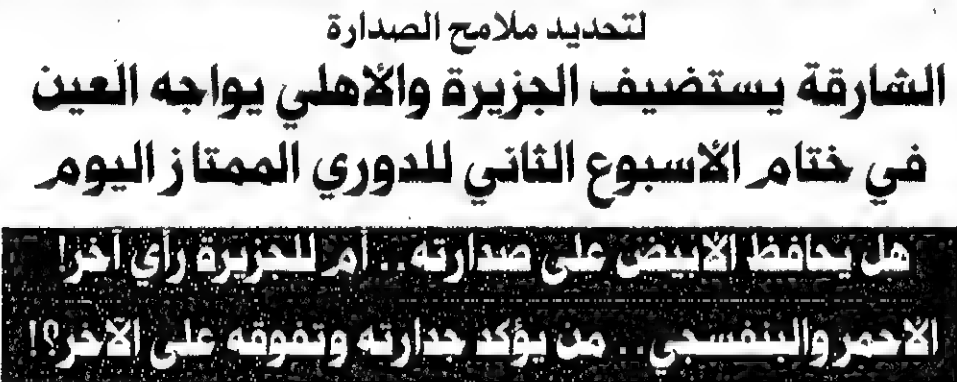 لتحديد ملامح الصدارة
الشارقة يستضيف الجزيرة والاهلي يواجه العين
في ختام الاسبوع الثاني للدوري الممتاز اليوم
هل يحافظ الابيض على صدارته.. أم للجزيرة رأي آخر!
الاحمر والبنفسجي.. من يؤكد جدارته وتفوقه على الآخر؟!